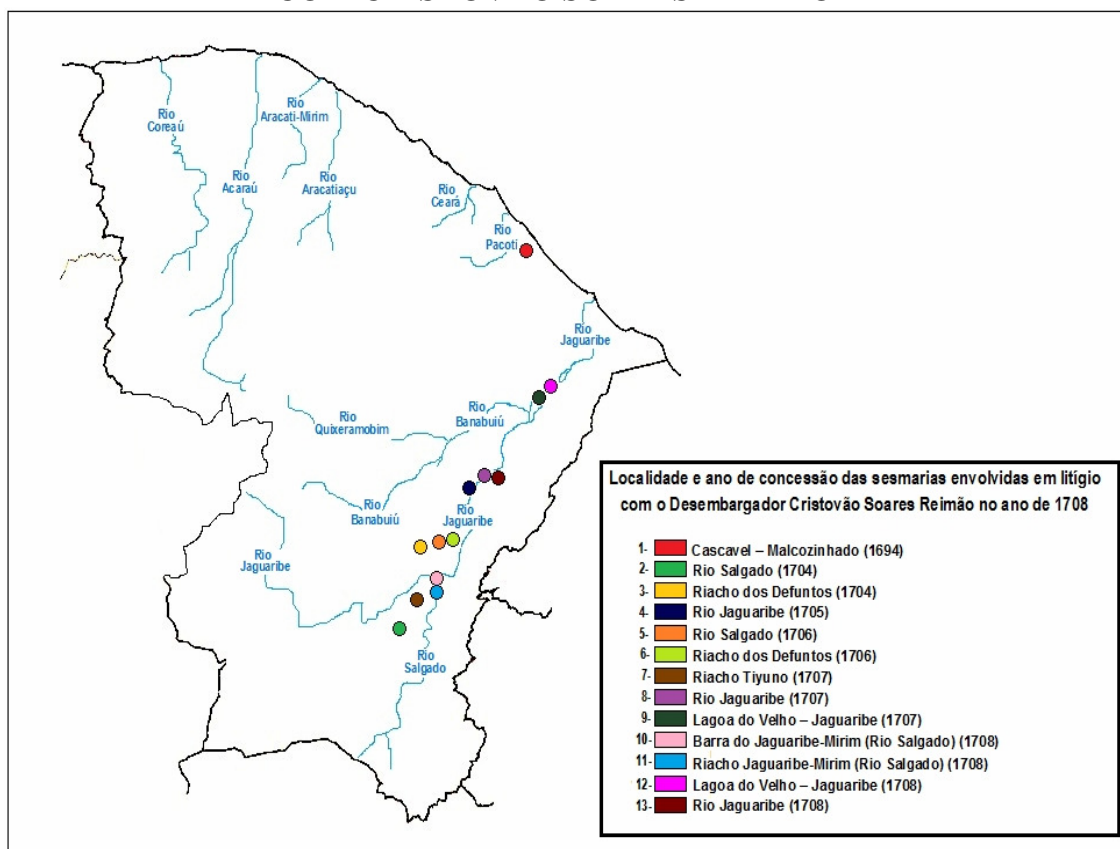 Rio
Coreaú
Rio
Aracati-Mirim
Rio
Acaraú
Rio
Aracatiaçu
Rio
Ceará
Rio
Pacoti
Rio
Jaguaribe
Rio
Banabuiú
Rio
Quixeramobim
Rio
Banabuiú
Rio
Jaguaribe
Rio
Jaguaribe
Rio
Salgado
Localidade e ano de concessão das sesmarias envolvidas em litígio
com o Desembargador Cristovão Soares Reimão no ano de 1708
1- Cascavel – Malcozinhado (1694)
2- Rio Salgado (1704)
3- Riacho dos Defuntos (1704)
4- Rio Jaguaribe (1705)
5- Rio Salgado (1706)
6- Riacho dos Defuntos (1706)
7- Riacho Tiyuno (1707)
8- Rio Jaguaribe (1707)
9- Lagoa do Velho – Jaguaribe (1707)
10- Barra do Jaguaribe-Mirim (Rio Salgado) (1708)
11- Riacho Jaguaribe-Mirim (Rio Salgado) (1708)
12- Lagoa do Velho – Jaguaribe (1708)
13- Rio Jaguaribe (1708)